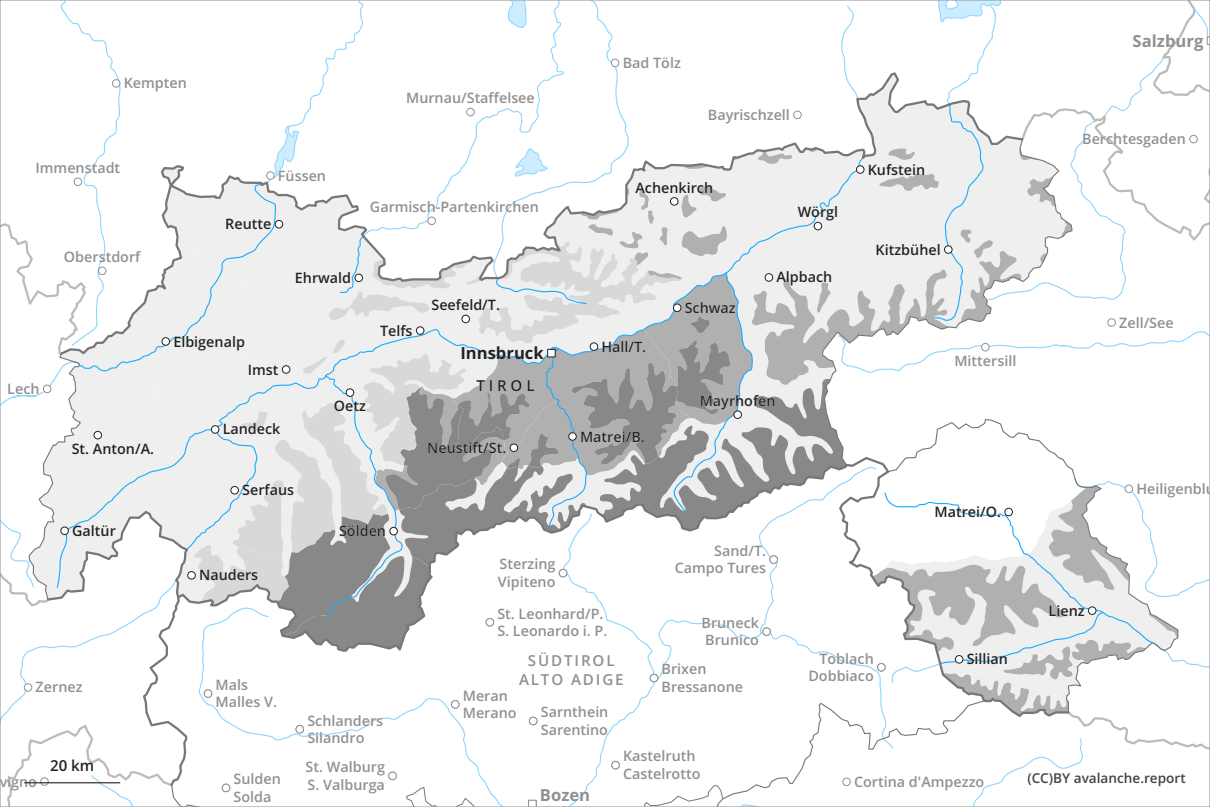 Salzburg
Bad Tölz
Kempten
Murnau/Staffelsee
Bayrischzell
Berchtesgaden
Immenstadt
Füssen
Kufstein
Achenkirch
Garmisch-Partenkirchen
Wörgl
Reutte
Kitzbühel
Oberstdorf
Ehrwald
Alpbach
Seefeld/T.
Schwaz
Telfs
Zell/See
Elbigenalp
Innsbruck
Hall/T.
Mittersill
Imst
TIROL
Lech
Oetz
Mayrhofen
Landeck
St. Anton/A.
Neustift/St.
Matrei/B.
Serfaus
Heiligenblu
Matrei/O.
Galtür
Sölden
Sand/T.
Campo Tures
Sterzing
Vipiteno
Nauders
Lienz
St. Leonhard/P.
S. Leonardo i. P.
Bruneck
Brunico
SÜDTIROL
ALTO ADIGE
Sillian
Toblach
Dobbiaco
Brixen
Bressanone
Zernez
Mals
Malles V.
Meran
Merano
Sarnthein
Sarentino
Schlanders
Silandro
Kastelruth
Castelrotto
20 km
St. Walburg
S. Valburga
vigno
Sulden
Solda
Cortina d'Ampezzo
(CC)BY avalanche.report
Bozen